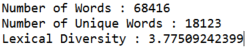 Number of Words : 68416
Number of Unique Words : 18123
Lexical Diversity : 3.77509242399